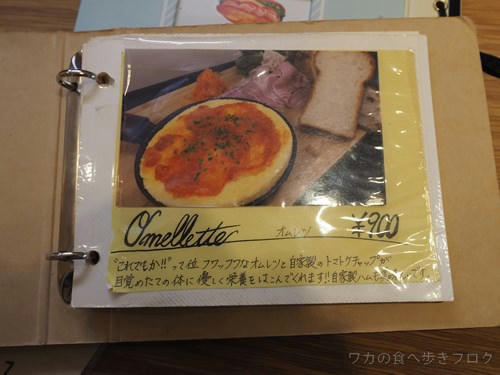 Omellette オムレツ ¥900
"これでもか!!"って位 フワッフワなオムレツと自家製のトマトケチャップが
目覚めたての体に優しく栄養をはこんでくれます!!自家製ハムも
ワカの食べ歩きブログ